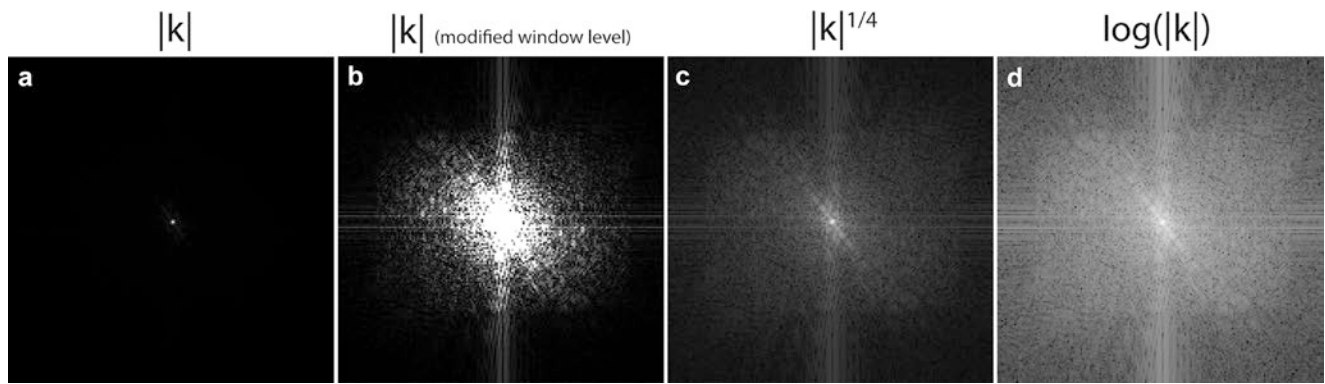 |k| |k| (modified window level) |k|^{1/4} log(|k|)
a b c d